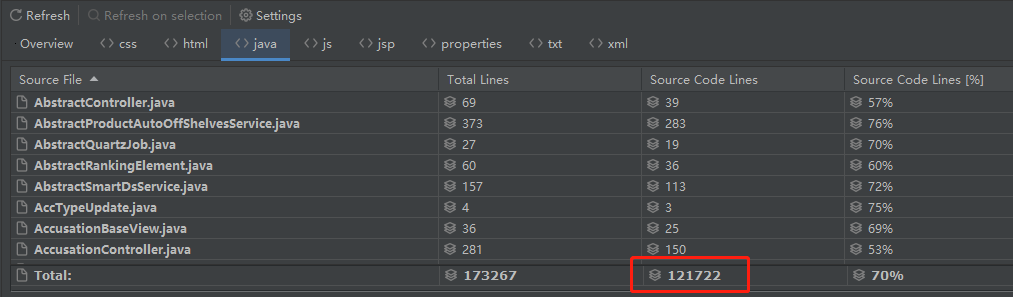 Refresh Refresh on selection Settings
Overview css html java js jsp properties txt xml
Source File Total Lines Source Code Lines Source Code Lines [%]
AbstractController.java 69 39 57%
AbstractProductAutoOffShelvesService.java 373 283 76%
AbstractQuartzJob.java 27 19 70%
AbstractRankingElement.java 60 36 60%
AbstractSmartDsService.java 157 113 72%
AccTypeUpdate.java 4 3 75%
AccusationBaseView.java 36 25 69%
AccusationController.java 281 150 53%
Total: 173267 121722 70%